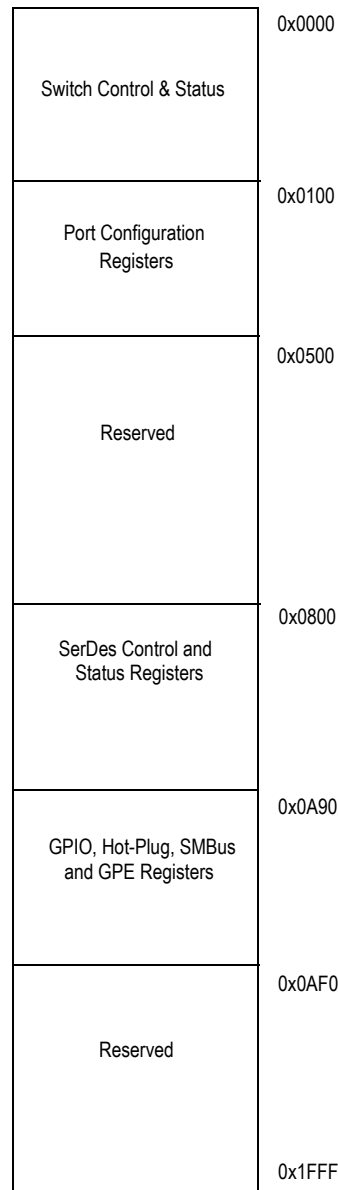 0x0000
Switch Control & Status
0x0100
Port Configuration
Registers
0x0500
Reserved
0x0800
SerDes Control and
Status Registers
0x0A90
GPIO, Hot-Plug, SMBus
and GPE Registers
0x0AF0
Reserved
0x1FFF